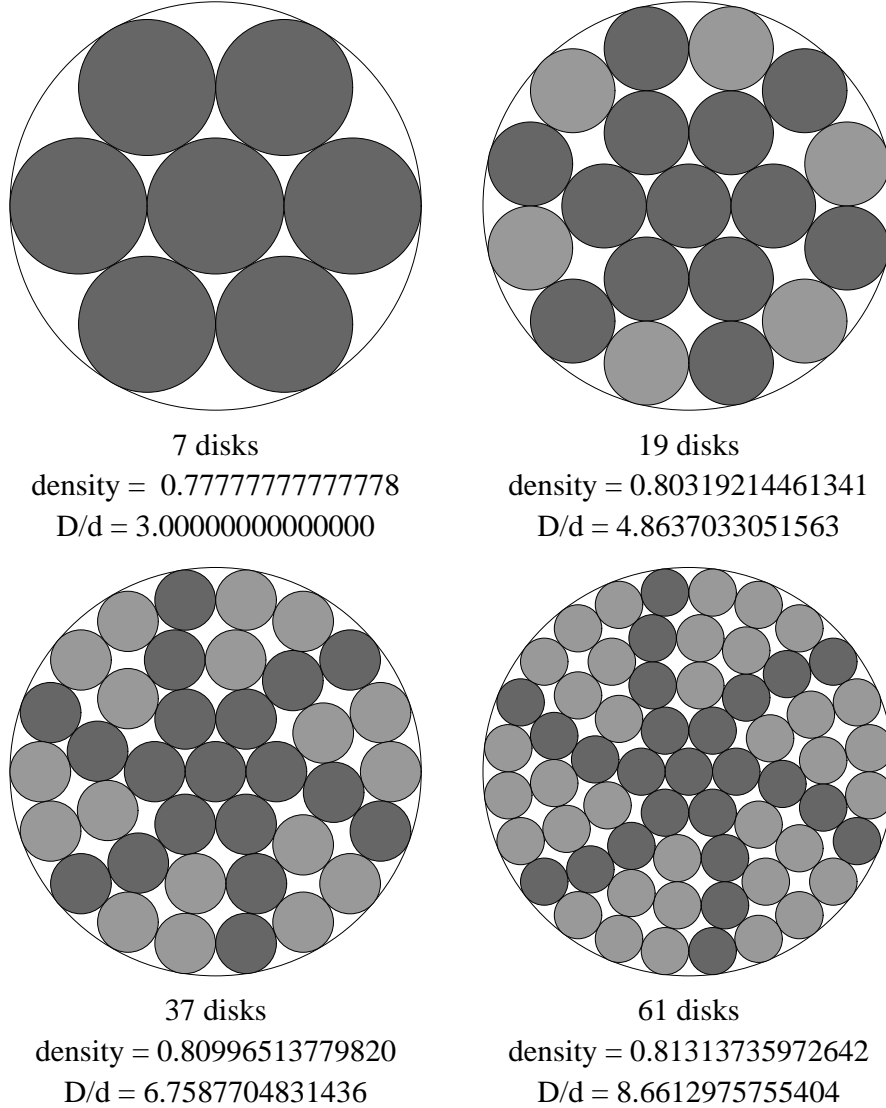 7 disks
density =  0.77777777777778
D/d = 3.00000000000000
19 disks
density = 0.80319214461341
D/d = 4.8637033051563
37 disks
density = 0.80996513779820
D/d = 6.7587704831436
61 disks
density = 0.81313735972642
D/d = 8.6612975755404